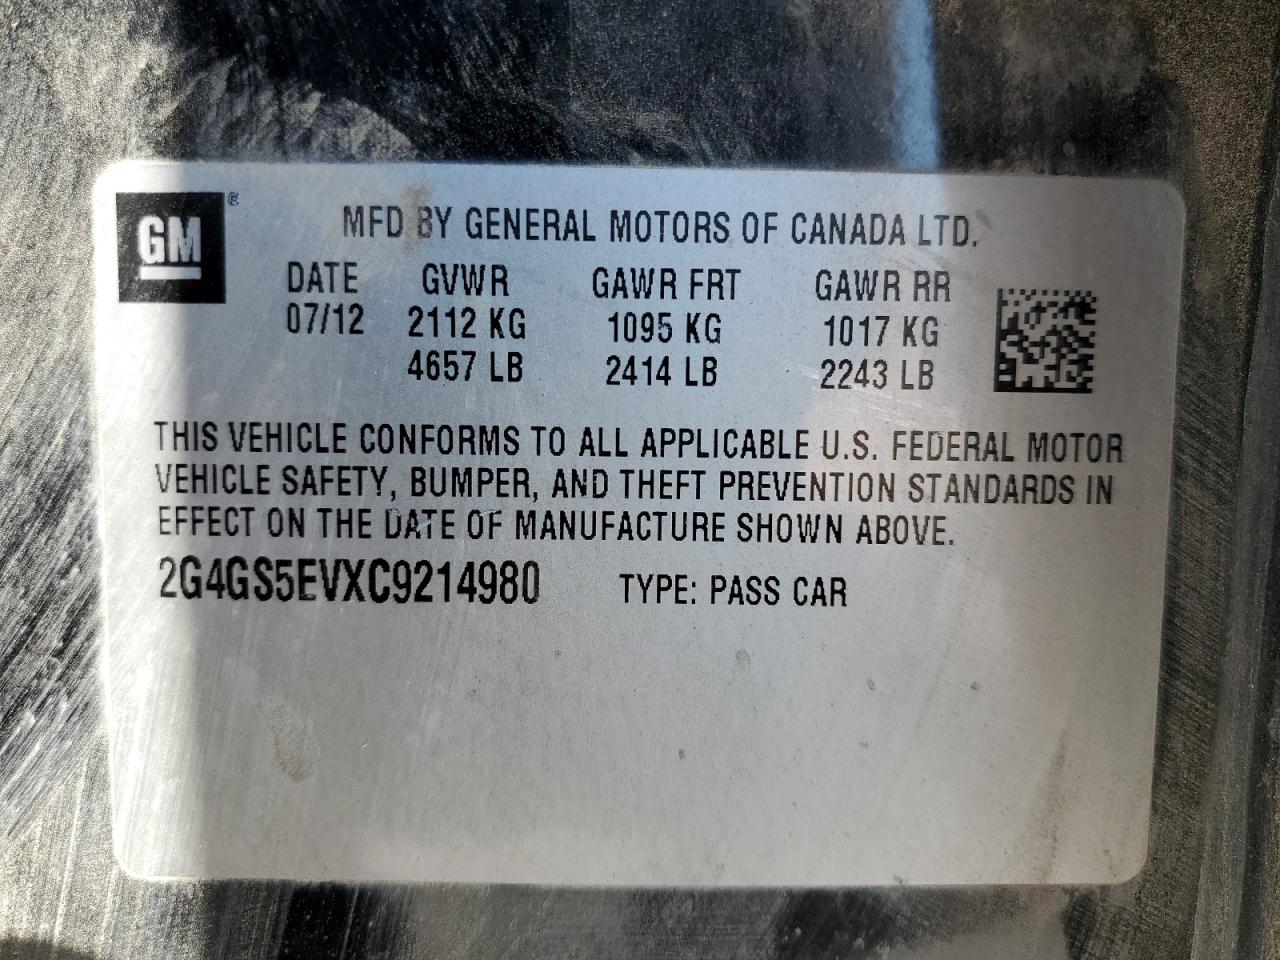 GM®
MFD BY GENERAL MOTORS OF CANADA LTD.
DATE GVWR GAWR FRT GAWR RR
07/12 2112 KG 1095 KG 1017 KG
4657 LB 2414 LB 2243 LB
THIS VEHICLE CONFORMS TO ALL APPLICABLE U.S. FEDERAL MOTOR
VEHICLE SAFETY, BUMPER, AND THEFT PREVENTION STANDARDS IN
EFFECT ON THE DATE OF MANUFACTURE SHOWN ABOVE.
2G4GS5EVXC9214980 TYPE: PASS CAR